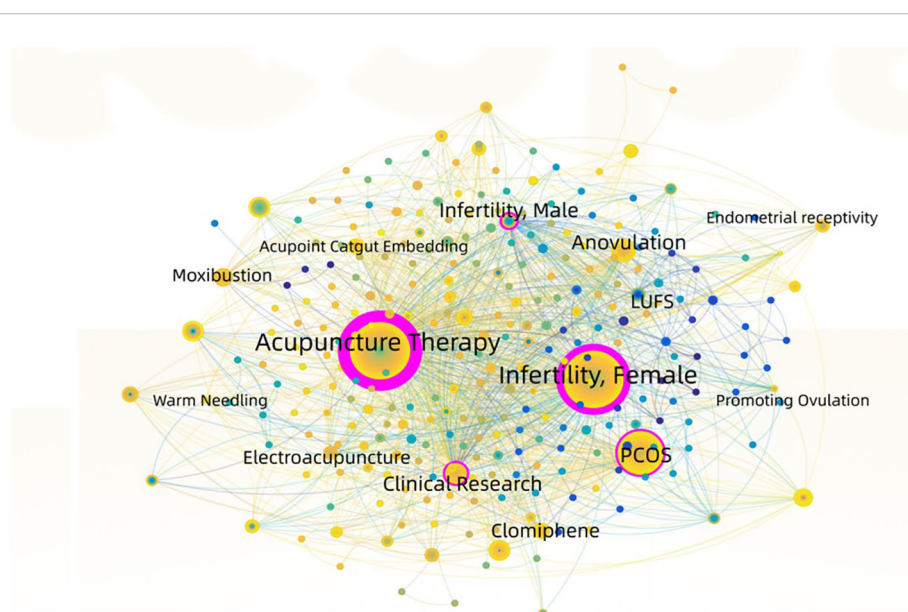 Infertility, Male
Endometrial receptivity
Acupoint Catgut Embedding
Anovulation
Moxibustion
LUFS
Acupuncture Therapy
Infertility, Female
Warm Needling
Promoting Ovulation
Electroacupuncture
PCOS
Clinical Research
Clomiphene